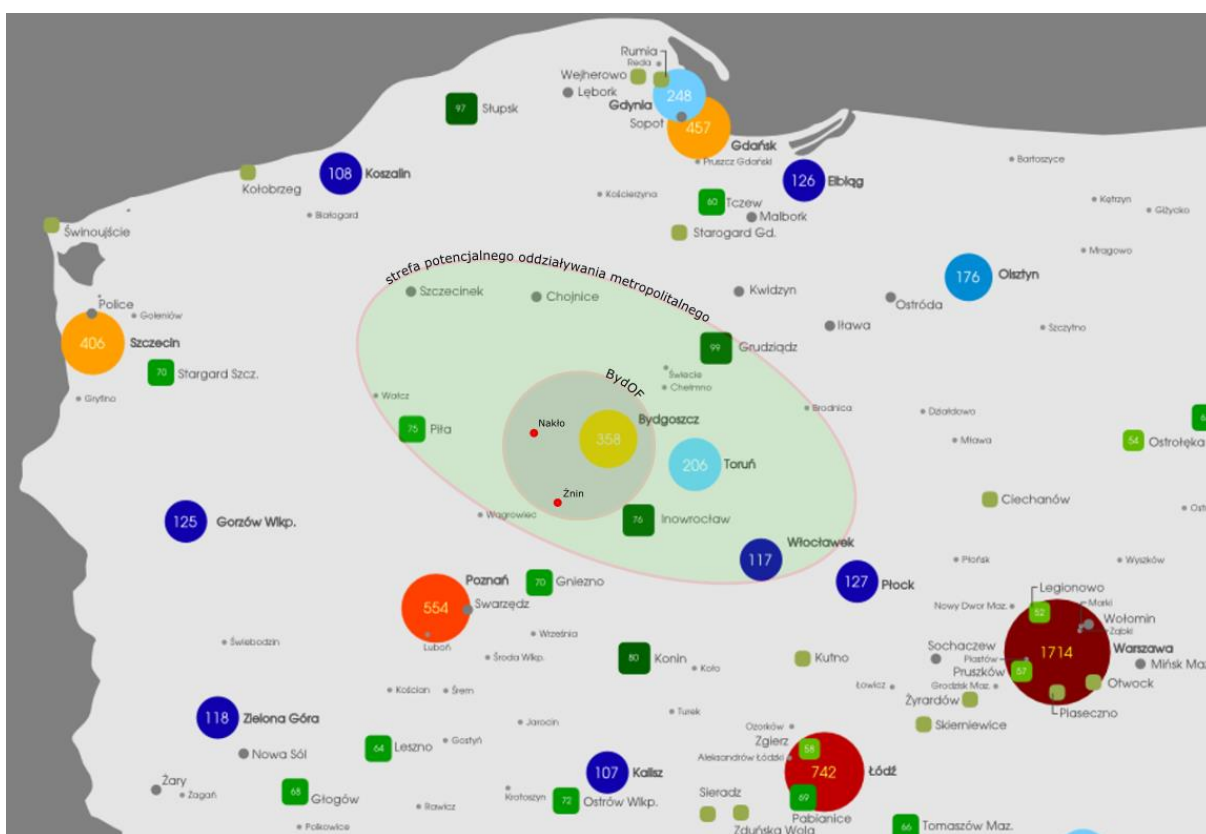 Rumia
Reda
Wejherowo
Lębork
248
Gdynia
Sopot
457
Gdańsk
Pruszcz Gdański
97
Słupsk
108
Koszalin
Kołobrzeg
Białogard
Świnoujście
Kościerzyna
126
Elbląg
60
Tczew
Malbork
Starogard Gd.
Bartoszyce
Kętrzyn
Giżycko
Mragowo
176
Olsztyn
Police
Goleniów
406
Szczecin
70
Stargard Szcz.
Gryfino
strefa potencjalnego oddziaływania metropolitalnego
Szczecinek
Chojnice
Kwidzyn
Ostróda
Iława
Szczytno
99
Grudziądz
Świecie
Chełmno
BydOF
Wałcz
75
Piła
Nakło
358
Bydgoszcz
206
Toruń
Brodnica
Działdowo
Mława
54
Ostrołęka
Żnin
Wągrowiec
76
Inowrocław
Ciechanów
125
Gorzów Wlkp.
117
Włocławek
127
Płock
Płońsk
Wyszków
554
Poznań
Swarzędz
Luboń
70
Gniezno
Września
Środa Wlkp.
Świebodzin
80
Konin
Koło
Kutno
Łowicz
Legionowo
52
Marki
Nowy Dwor Maz.
Wołomin
Ząbki
Sochaczew
1714
Warszawa
Piastów
Pruszków
57
Mińsk Maz
Grodzisk Maz.
Otwock
Żyrardów
Piaseczno
Skierniewice
Kościan
Śrem
118
Zielona Góra
Nowa Sól
Jarocin
Turek
64
Leszno
Gostyń
Ozorków
Zgierz
58
Aleksandrów Łódzki
742
Łódź
69
Pabianice
107
Kalisz
Żary
Żagań
68
Głogów
Polkowice
Rawicz
Krotoszyn
72
Ostrów Wlkp.
Sieradz
Zduńska Wola
66
Tomaszów Maz.